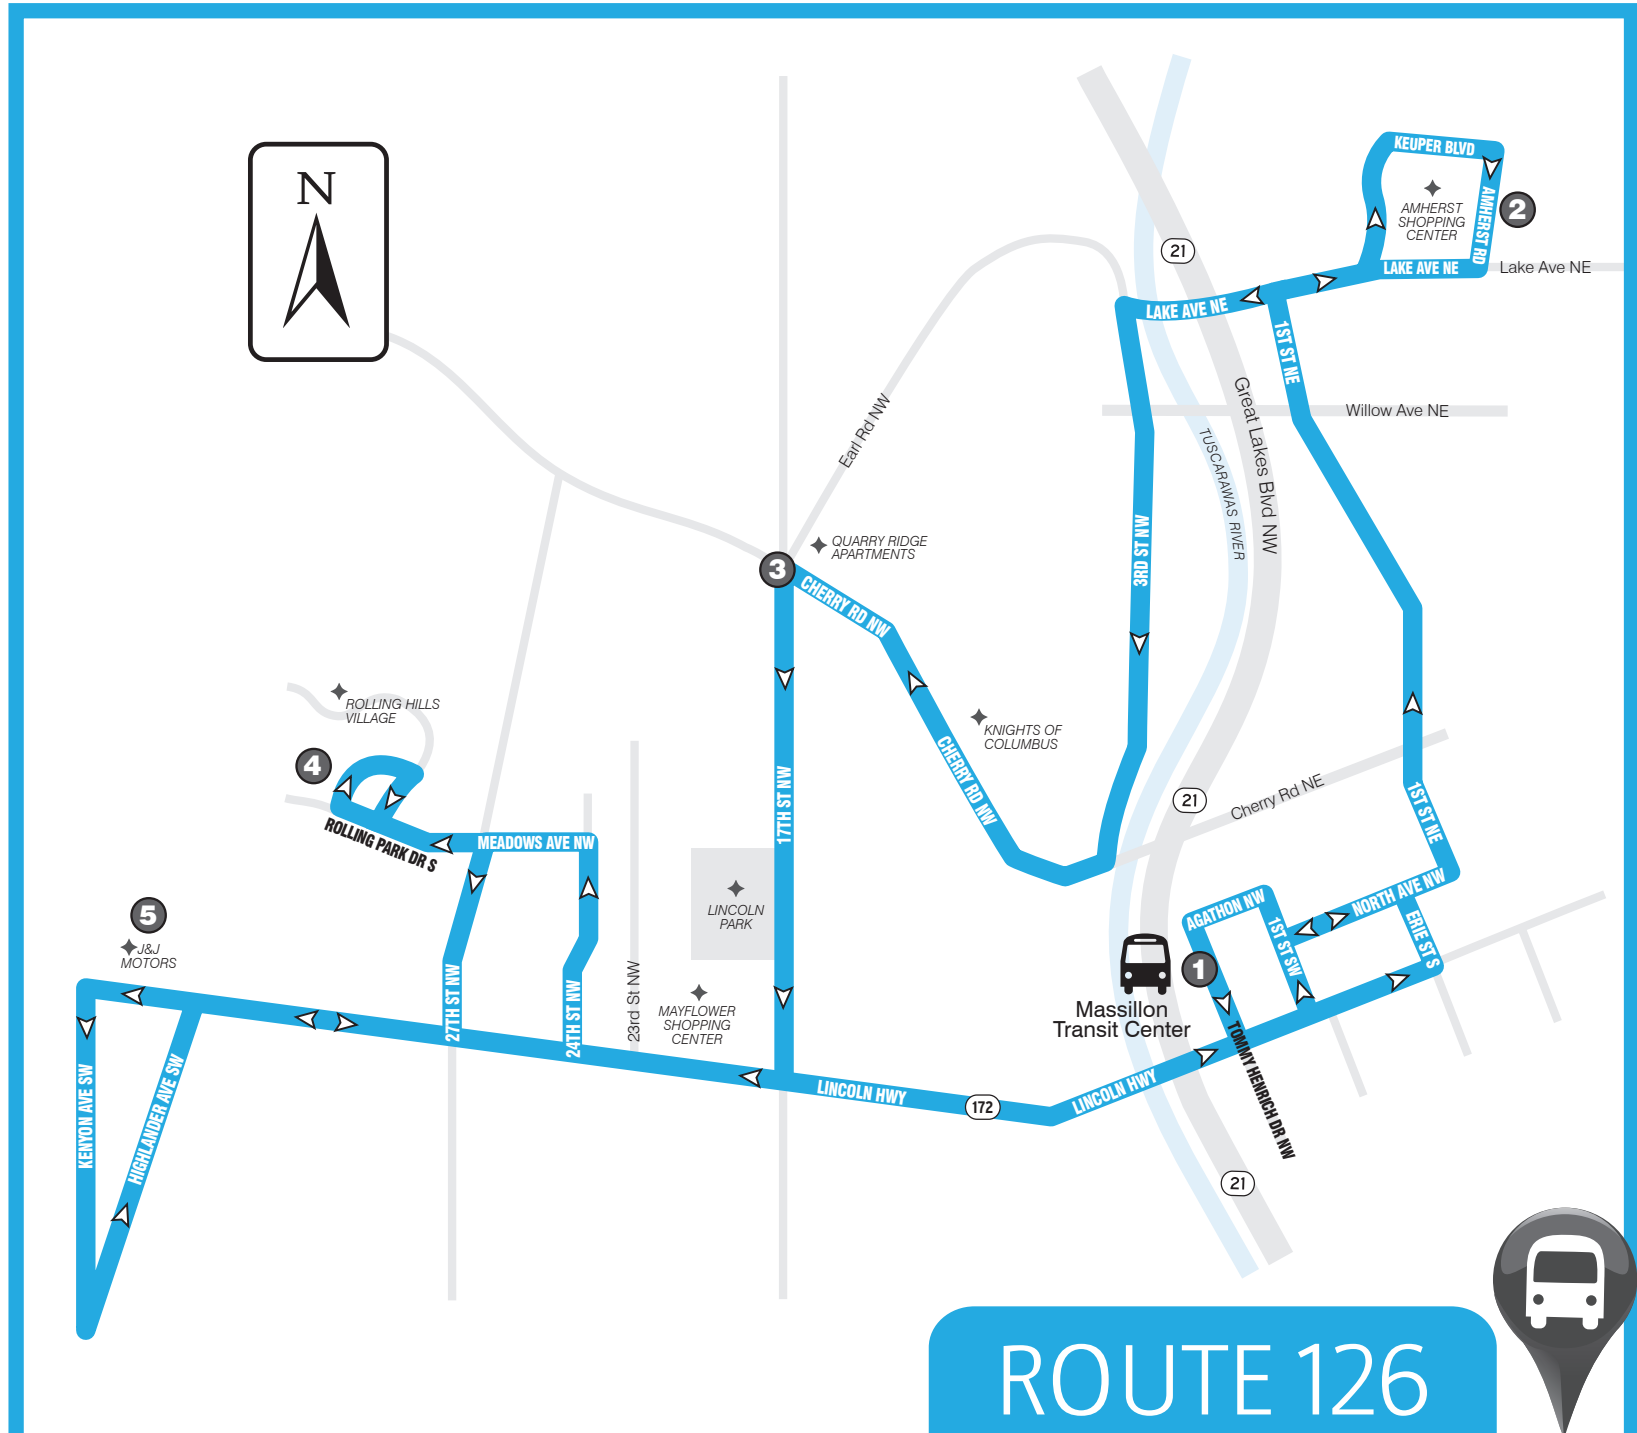 N
KEUPER BLVD
AMHERST
SHOPPING
CENTER
AMHERST RD
2
LAKE AVE NE
Lake Ave NE
21
LAKE AVE NE
1ST ST NE
Willow Ave NE
Great Lakes Blvd NW
TUSCARAWAS RIVER
Earl Rd NW
3RD ST NW
QUARRY RIDGE
APARTMENTS
3
CHERRY RD NW
ROLLING HILLS
VILLAGE
KNIGHTS OF
COLUMBUS
4
CHERRY RD NW
17TH ST NW
21
Cherry Rd NE
1ST ST NE
ROLLING PARK DR S
MEADOWS AVE NW
LINCOLN
PARK
AGATHON NW
NORTH AVE NW
1ST ST SW
ERIE ST S
5
J&J
MOTORS
1
Massillon
Transit Center
27TH ST NW
24TH ST NW
23rd St NW
MAYFLOWER
SHOPPING
CENTER
TOMMY HENRICH DR NW
KENYON AVE SW
HIGHLANDER AVE SW
LINCOLN HWY
172
LINCOLN HWY
21
ROUTE 126